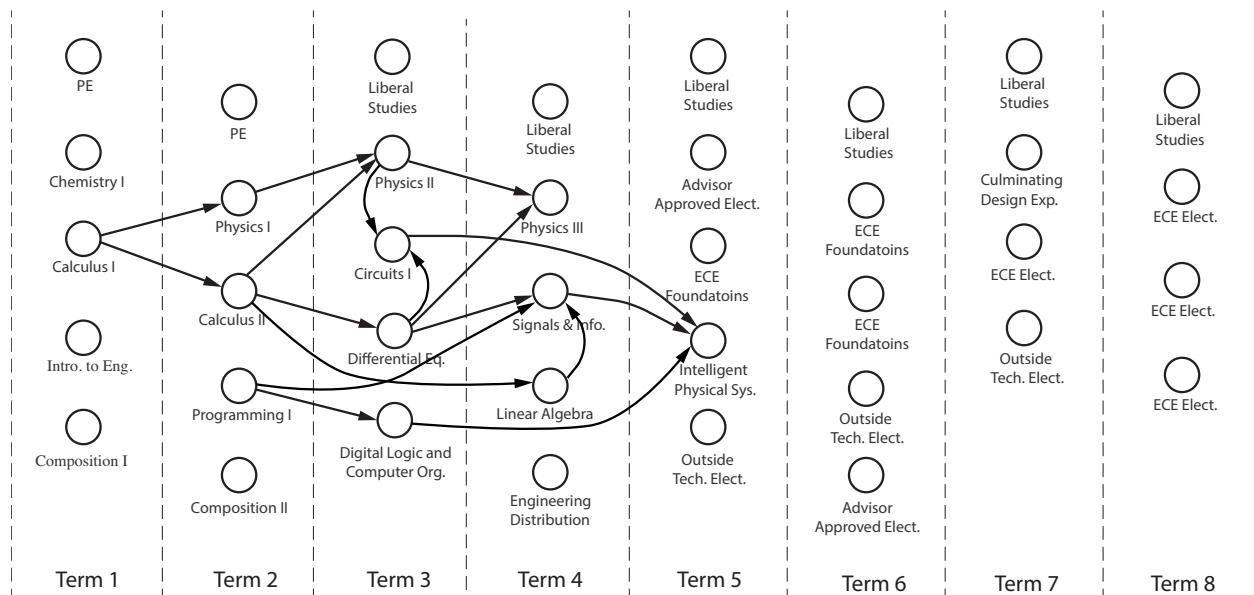 PE
Chemistry I
Calculus I
Intro. to Eng.
Composition I
Term 1
PE
Physics I
Calculus II
Programming I
Composition II
Term 2
Liberal
Studies
Physics II
Circuits I
Differential Eq.
Digital Logic and
Computer Org.
Term 3
Liberal
Studies
Physics III
Signals & Info.
Linear Algebra
Engineering
Distribution
Term 4
Liberal
Studies
Advisor
Approved Elect.
ECE
Foundatoins
Intelligent
Physical Sys.
Outside
Tech. Elect.
Term 5
Liberal
Studies
ECE
Foundatoins
ECE
Foundatoins
Outside
Tech. Elect.
Advisor
Approved Elect.
Term 6
Liberal
Studies
Culminating
Design Exp.
ECE Elect.
Outside
Tech. Elect.
Term 7
Liberal
Studies
ECE Elect.
ECE Elect.
ECE Elect.
Term 8